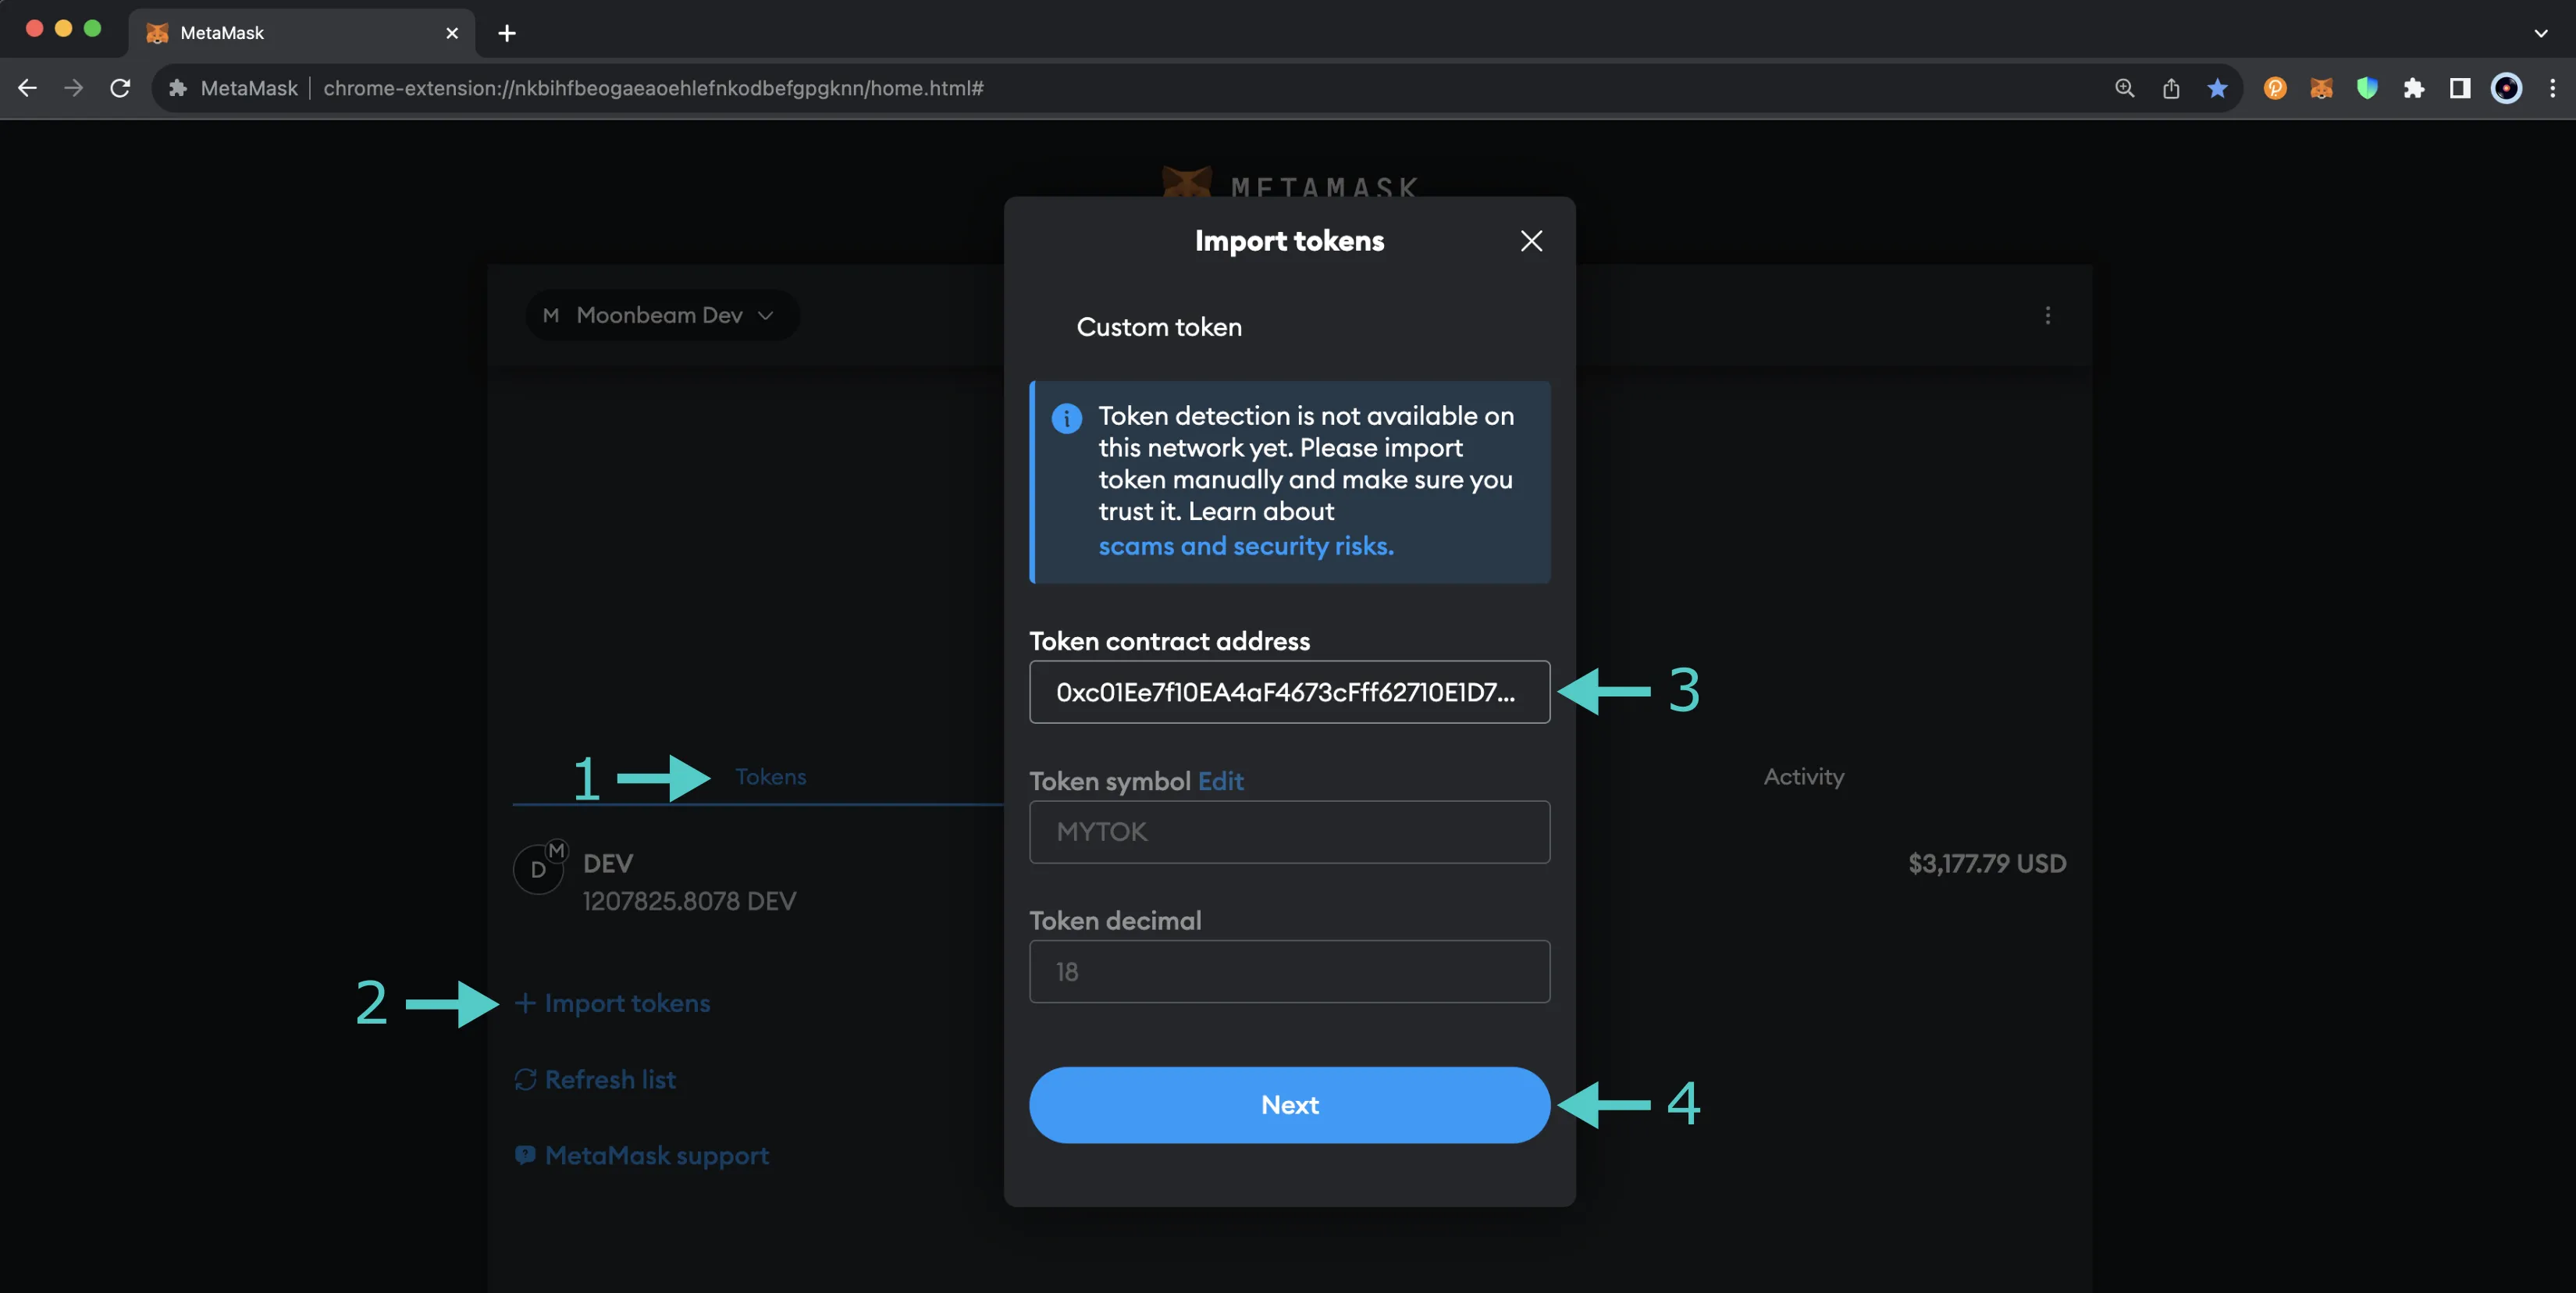 MetaMask
MetaMask | chrome-extension://nkbihfbeogaeaoehlefnkodbefgpgknn/home.html#
METAMASK
Import tokens
M Moonbeam Dev
Custom token
Token detection is not available on
this network yet. Please import
token manually and make sure you
trust it. Learn about
scams and security risks.
Token contract address
0xc01Ee7f10EA4aF4673cFff62710E1D7...
3
1
Tokens
Activity
Token symbol Edit
MYTOK
D M
DEV
1207825.8078 DEV
$3,177.79 USD
Token decimal
18
2
+ Import tokens
Refresh list
Next
4
MetaMask support